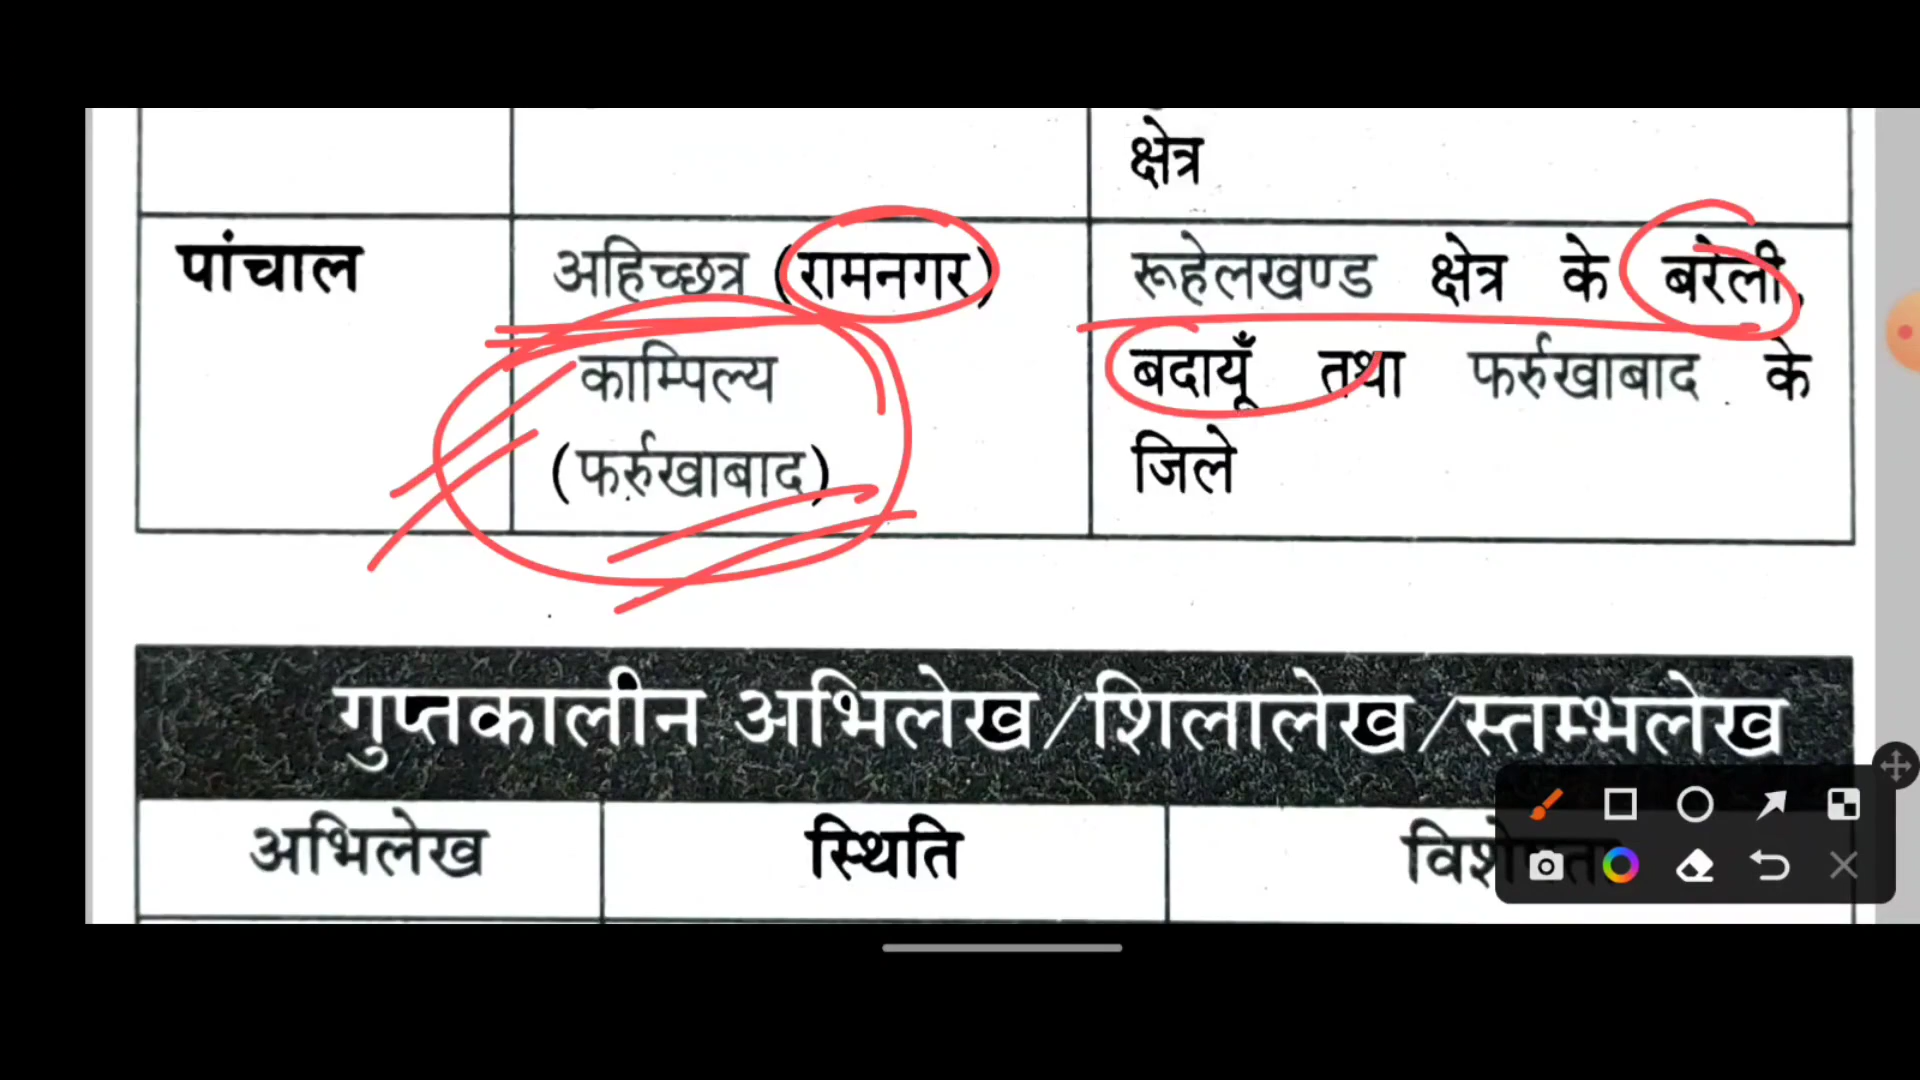 क्षेत्र
पांचाल
अहिच्छत्र (रामनगर)
काम्पिल्य
(फर्रुखाबाद)
रूहेलखण्ड क्षेत्र के बरेली,
बदायूँ तथा फर्रुखाबाद के
जिले
गुप्तकालीन अभिलेख/शिलालेख/स्तम्भलेख
अभिलेख स्थिति